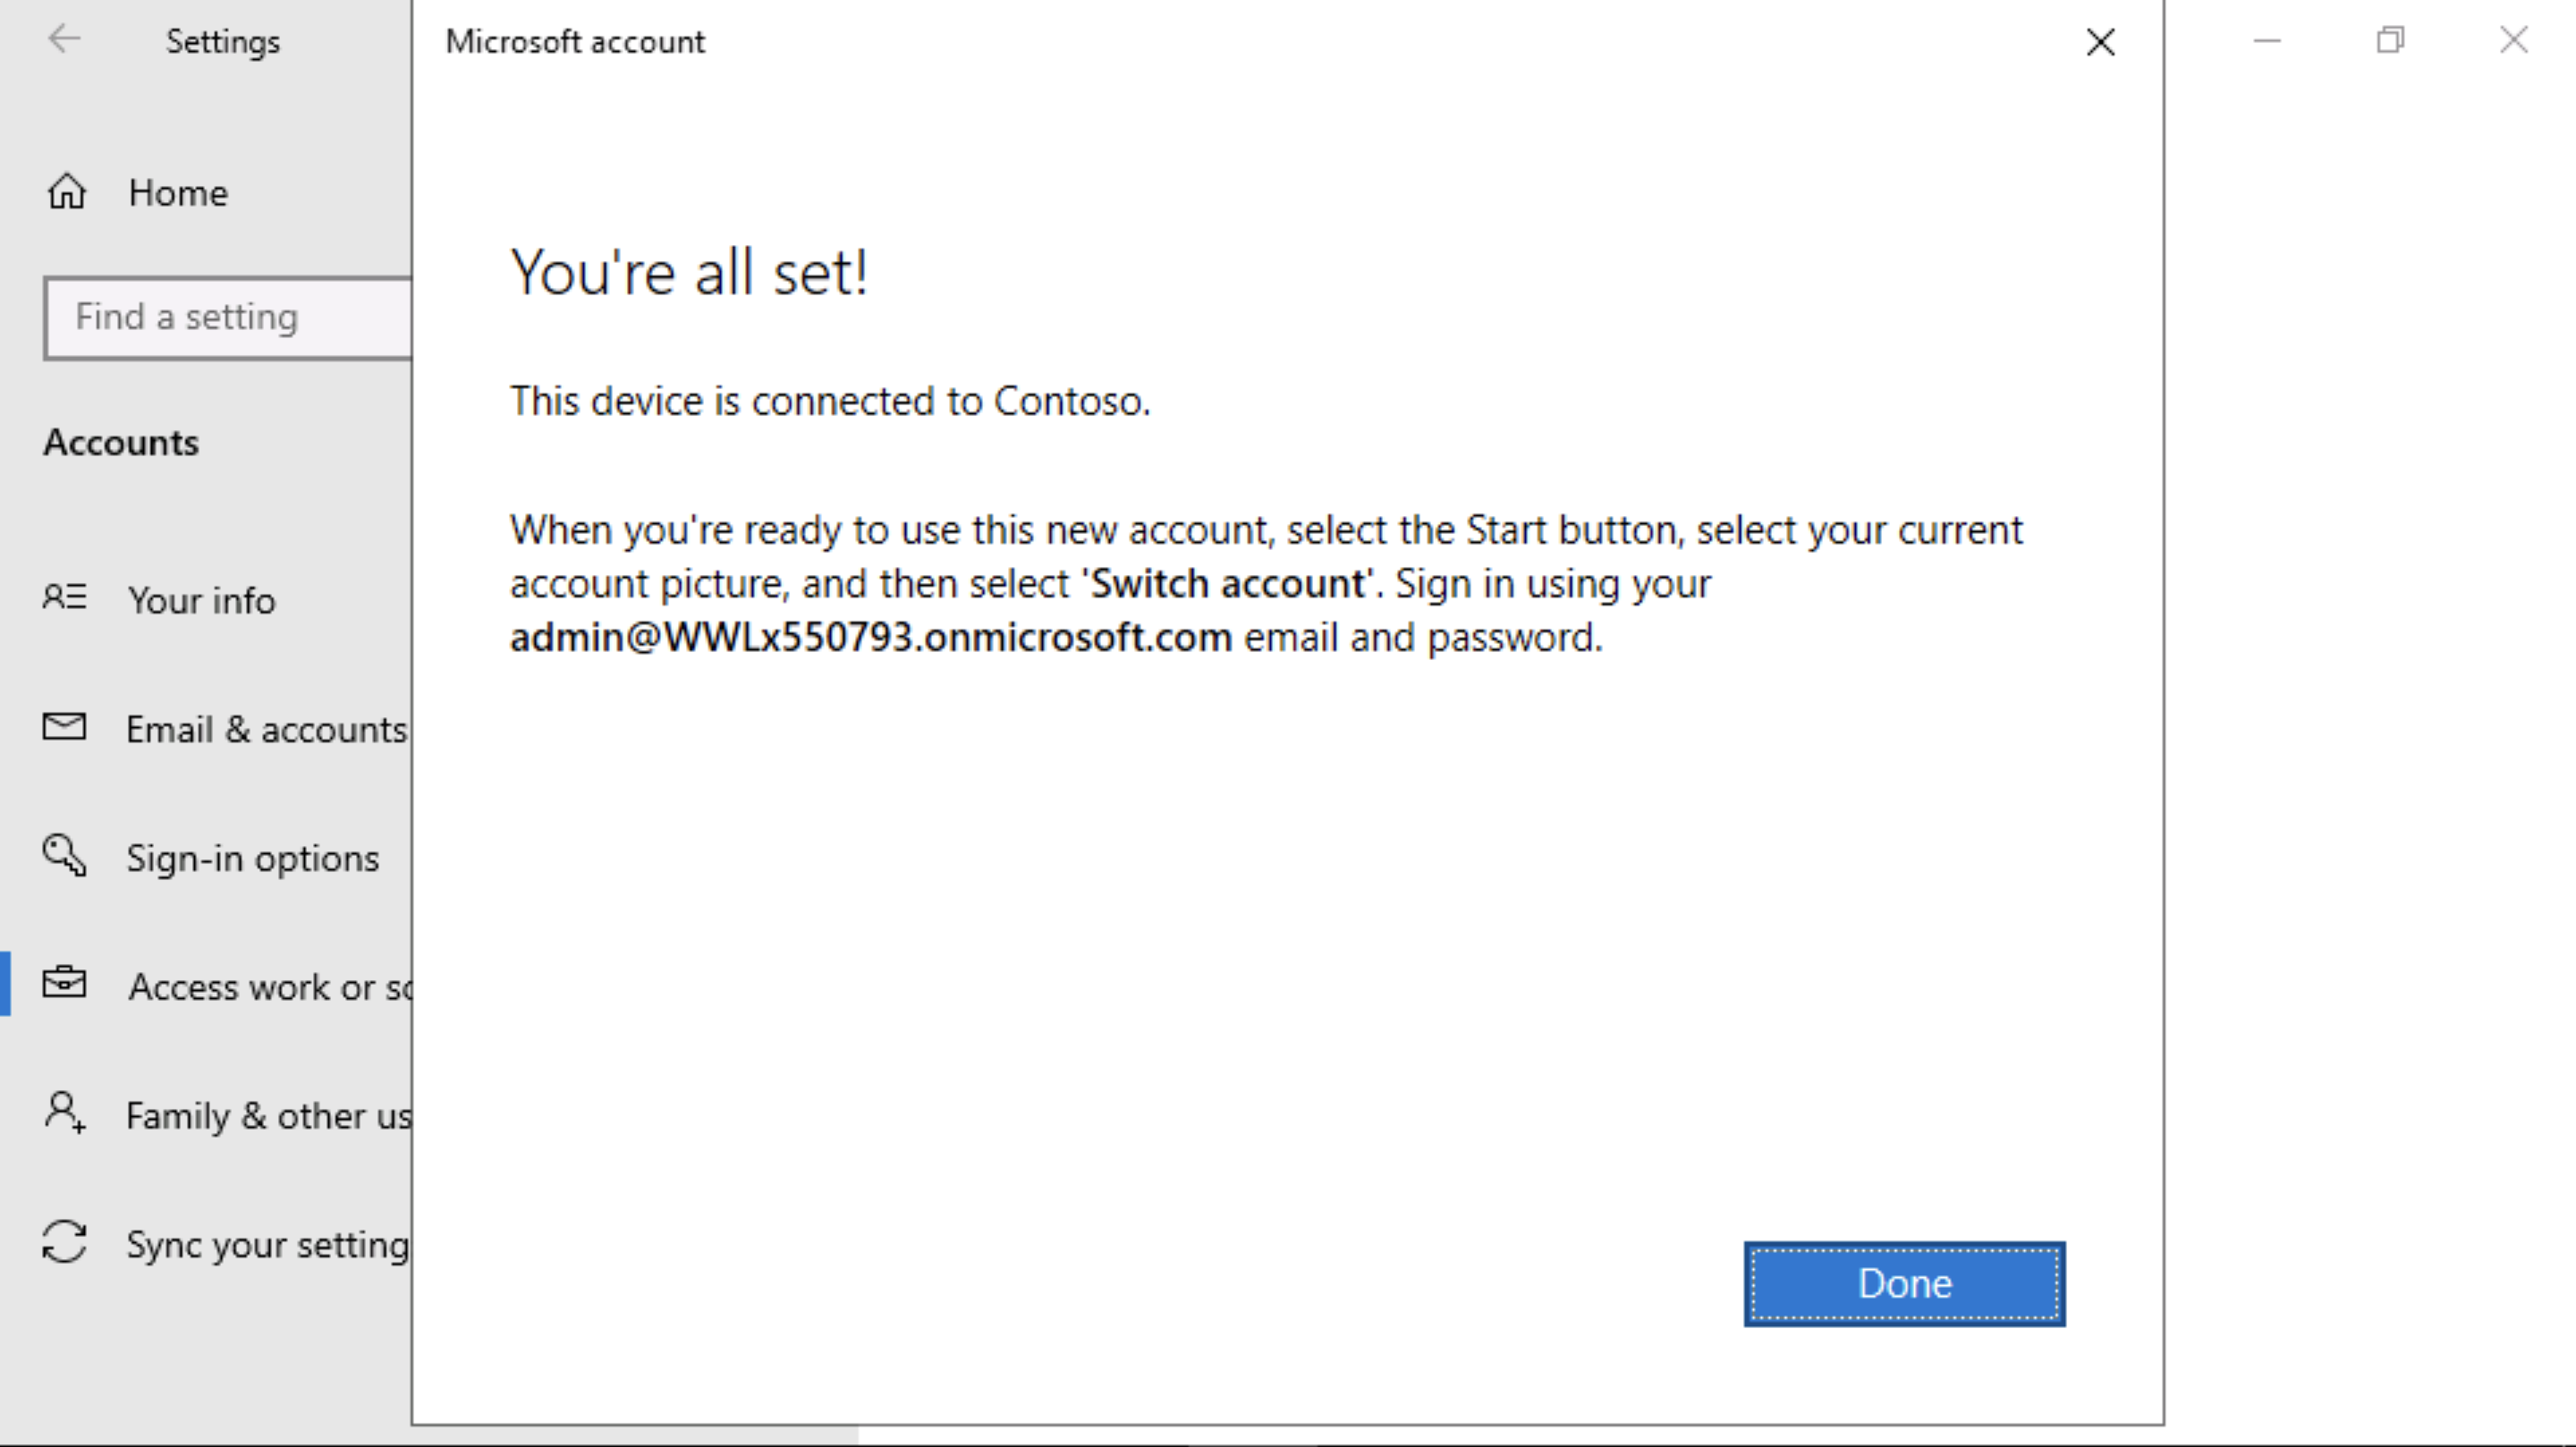 Settings
Home
Find a setting
Accounts
Your info
Email & accounts
Sign-in options
Access work or sc
Family & other us
Sync your setting
Microsoft account
You're all set!
This device is connected to Contoso.
When you're ready to use this new account, select the Start button, select your current
account picture, and then select 'Switch account'. Sign in using your
admin@WWLx550793.onmicrosoft.com email and password.
Done